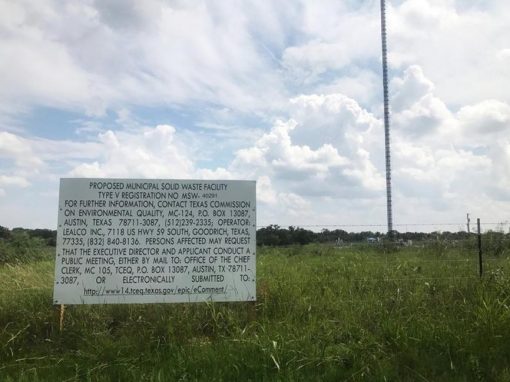 PROPOSED MUNICIPAL SOLID WASTE FACILITY
TYPE V REGISTRATION NO MSW- 40291
FOR FURTHER INFORMATION, CONTACT TEXAS COMMISSION
ON ENVIRONMENTAL QUALITY, MC-124, P.O. BOX 13087,
AUSTIN, TEXAS 78711-3087, (512)239-2335; OPERATOR:
LEALCO INC., 7118 US HWY 59 SOUTH, GOODRICH, TEXAS,
77335, (832) 840-8136. PERSONS AFFECTED MAY REQUEST
THAT THE EXECUTIVE DIRECTOR AND APPLICANT CONDUCT A
PUBLIC MEETING, EITHER BY MAIL TO: OFFICE OF THE CHIEF
CLERK, MC 105, TCEQ, P.O. BOX 13087, AUSTIN, TX 78711-
3087, OR ELECTRONICALLY SUBMITTED TO:
http://www14.tceq.texas.gov/epic/eComment/